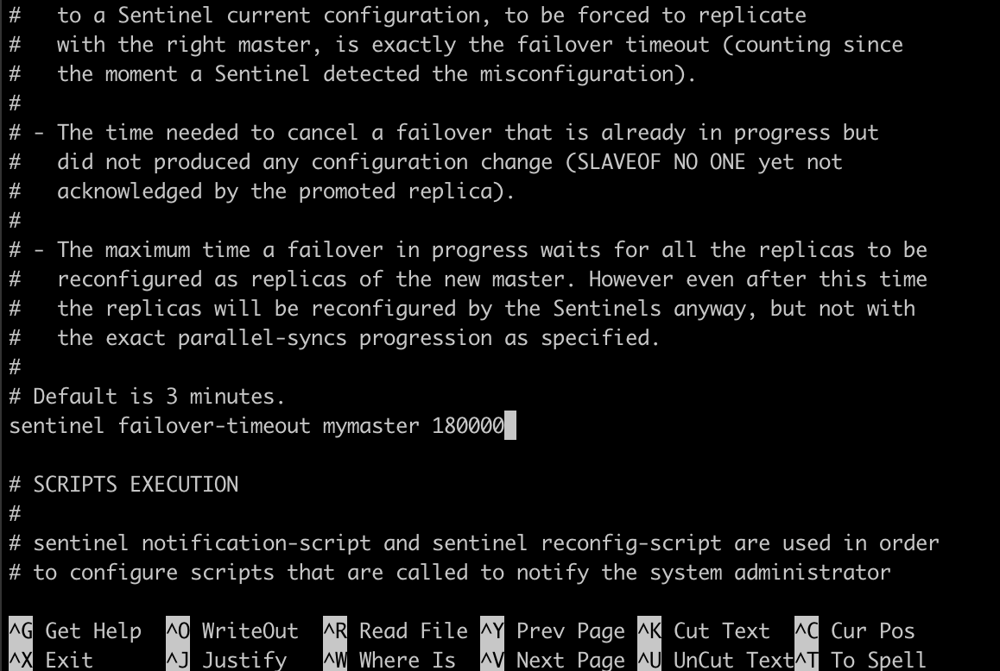 #   to a Sentinel current configuration, to be forced to replicate
#   with the right master, is exactly the failover timeout (counting since
#   the moment a Sentinel detected the misconfiguration).
#
# - The time needed to cancel a failover that is already in progress but
#   did not produced any configuration change (SLAVEOF NO ONE yet not
#   acknowledged by the promoted replica).
#
# - The maximum time a failover in progress waits for all the replicas to be
#   reconfigured as replicas of the new master. However even after this time
#   the replicas will be reconfigured by the Sentinels anyway, but not with
#   the exact parallel-syncs progression as specified.
#
# Default is 3 minutes.
sentinel failover-timeout mymaster 180000
# SCRIPTS EXECUTION
#
# sentinel notification-script and sentinel reconfig-script are used in order
# to configure scripts that are called to notify the system administrator
^G Get Help  ^O WriteOut  ^R Read File ^Y Prev Page ^K Cut Text  ^C Cur Pos
^X Exit      ^J Justify   ^W Where Is  ^V Next Page ^U UnCut Text^T To Spell